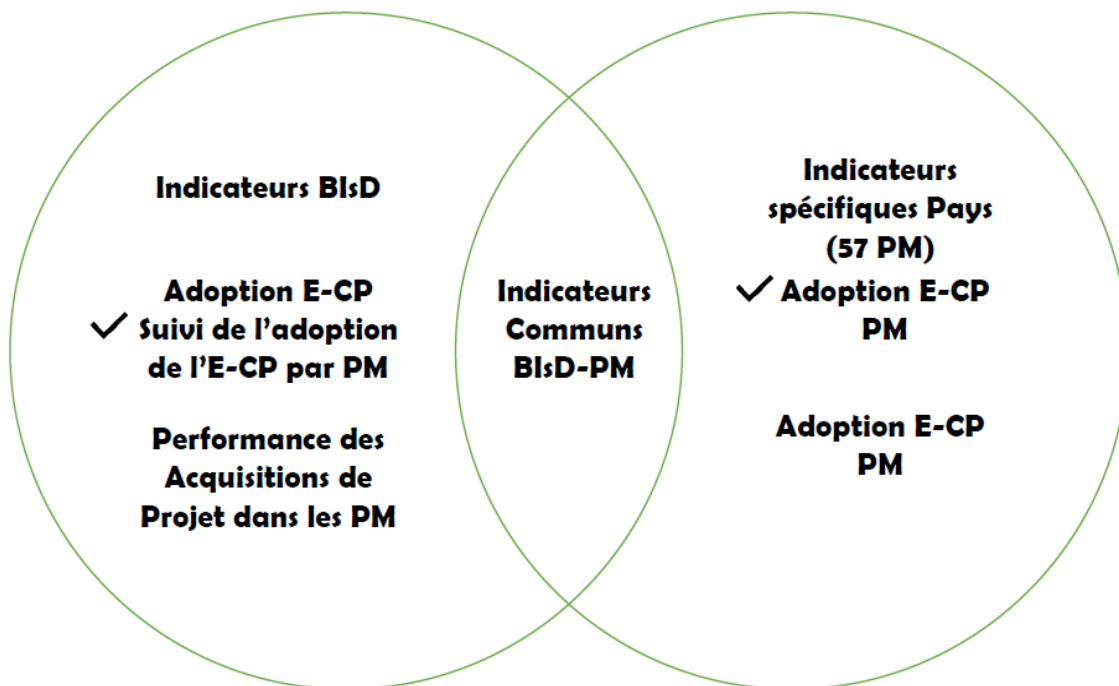 Indicateurs BIsD
Adoption E-CP
✓ Suivi de l'adoption
de l'E-CP par PM
Performance des
Acquisitions de
Projet dans les PM
Indicateurs
Communs
BIsD-PM
Indicateurs
spécifiques Pays
(57 PM)
✓ Adoption E-CP
PM
Adoption E-CP
PM